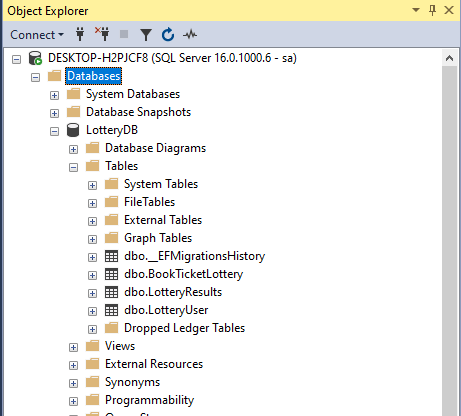 Object Explorer
Connect
DESKTOP-H2PJCF8 (SQL Server 16.0.1000.6 - sa)
Databases
System Databases
Database Snapshots
LotteryDB
Database Diagrams
Tables
System Tables
FileTables
External Tables
Graph Tables
dbo.__EFMigrationsHistory
dbo.BookTicketLottery
dbo.LotteryResults
dbo.LotteryUser
Dropped Ledger Tables
Views
External Resources
Synonyms
Programmability